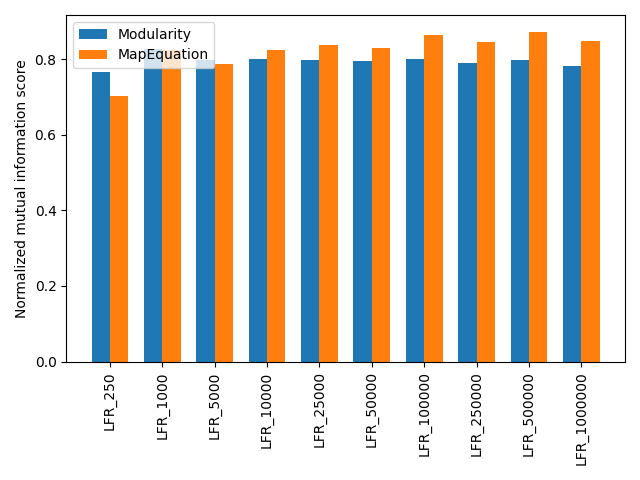 Modularity
MapEquation
Normalized mutual information score
0.8
0.6
0.4
0.2
0.0
LFR_250
LFR_1000
LFR_5000
LFR_10000
LFR_25000
LFR_50000
LFR_100000
LFR_250000
LFR_500000
LFR_1000000